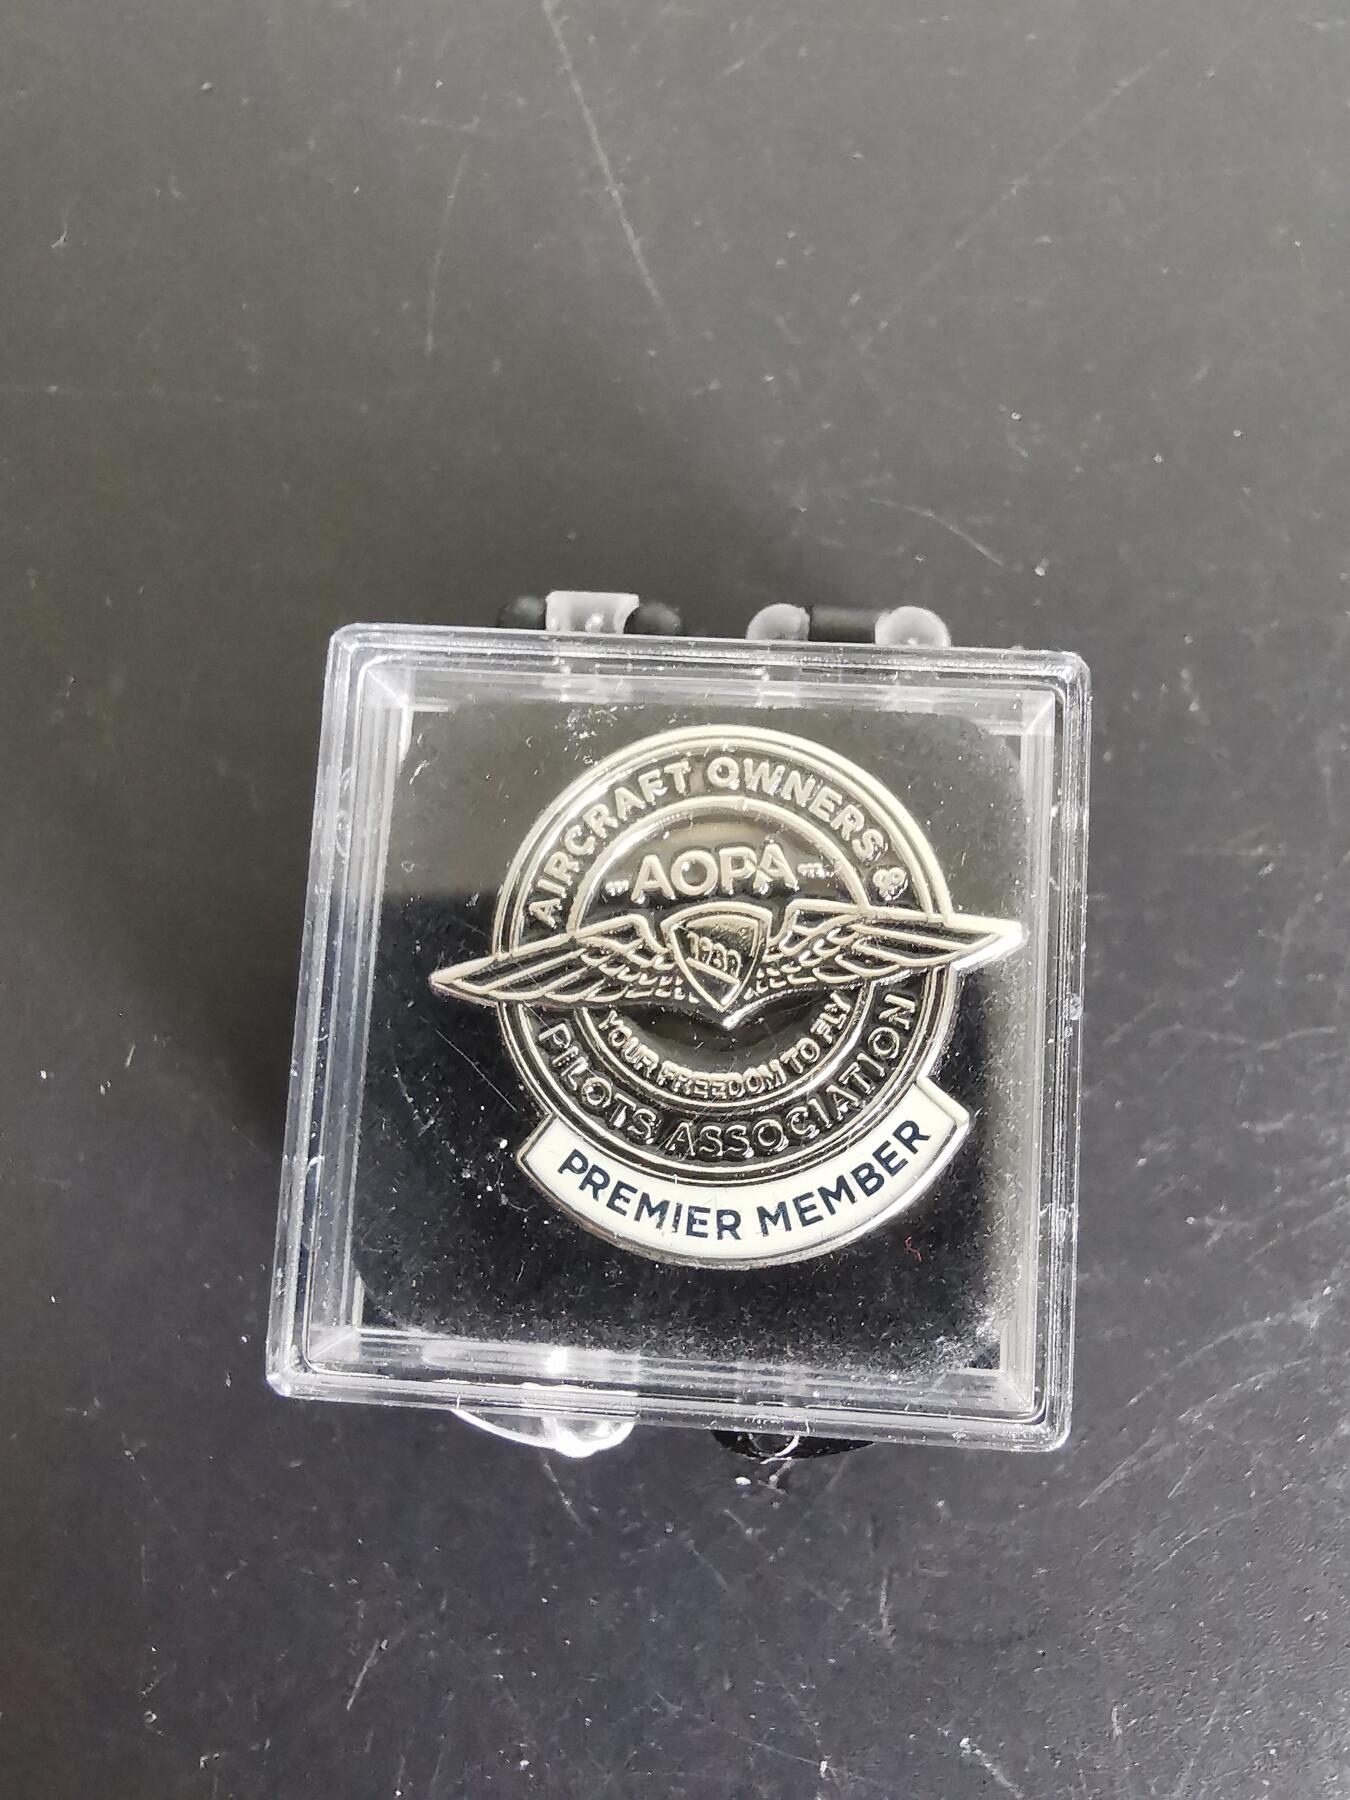 AIRCRAFT OWNERS &
AOPA
1939
YOUR FREEDOM TO FLY
PILOTS ASSOCIATION
PREMIER MEMBER